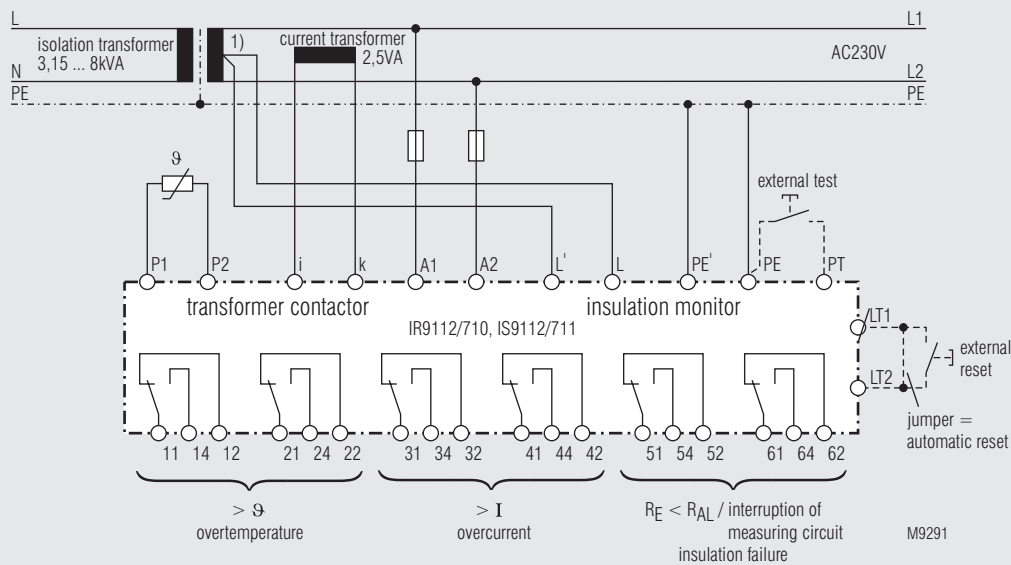 L
L1
isolation transformer
3,15 ... 8kVA
1)
current transformer
2,5VA
AC230V
N
L2
PE
PE
ϑ
external test
P1 P2 i k A1 A2 L' L PE' PE PT
transformer contactor
insulation monitor
IR9112/710, IS9112/711
LT1
LT2
external
reset
jumper =
automatic reset
11 14 12 21 24 22 31 34 32 41 44 42 51 54 52 61 64 62
> ϑ
overtemperature
> I
overcurrent
RE < RAL / interruption of
measuring circuit
insulation failure
M9291